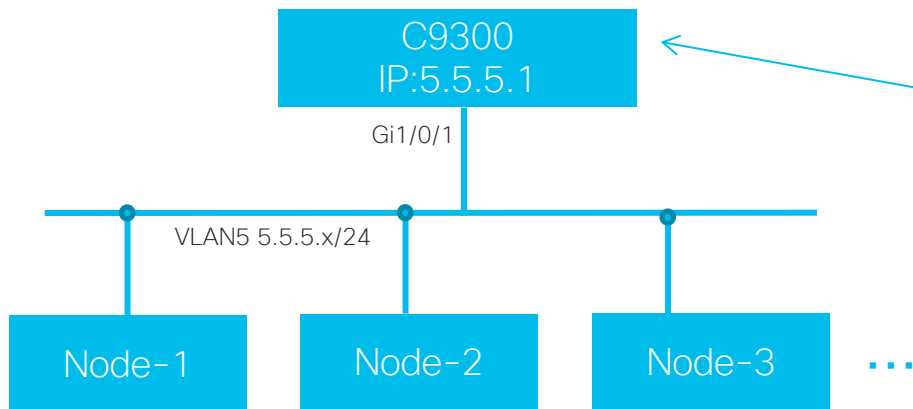 C9300
IP:5.5.5.1
Gi1/0/1
VLAN5 5.5.5.x/24
Node-1
Node-2
Node-3
...